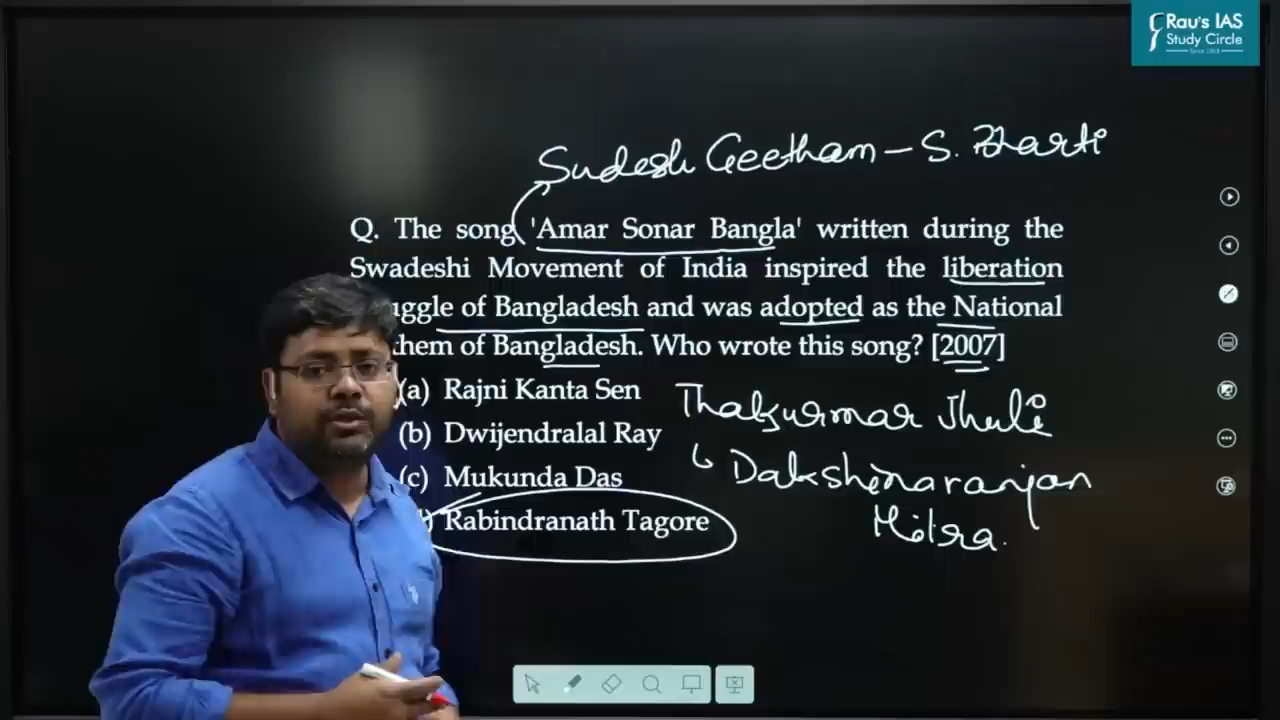 Rau's IAS
Study Circle
Sudesh Geetham - S. Bharti
Q. The song 'Amar Sonar Bangla' written during the
Swadeshi Movement of India inspired the liberation
uggle of Bangladesh and was adopted as the National
them of Bangladesh. Who wrote this song? [2007]
(a) Rajni Kanta Sen
(b) Dwijendralal Ray
(c) Mukunda Das
) Rabindranath Tagore
Thakurmar Jhuli
Dakshinaranjan
Mitra.